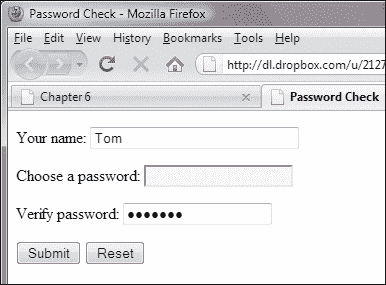 Password Check - Mozilla Firefox
File Edit View History Bookmarks Tools Help
http://dl.dropbox.com/u/2127
Chapter 6 × Password Check
Your name: Tom
Choose a password:
Verify password: •••••••
Submit Reset